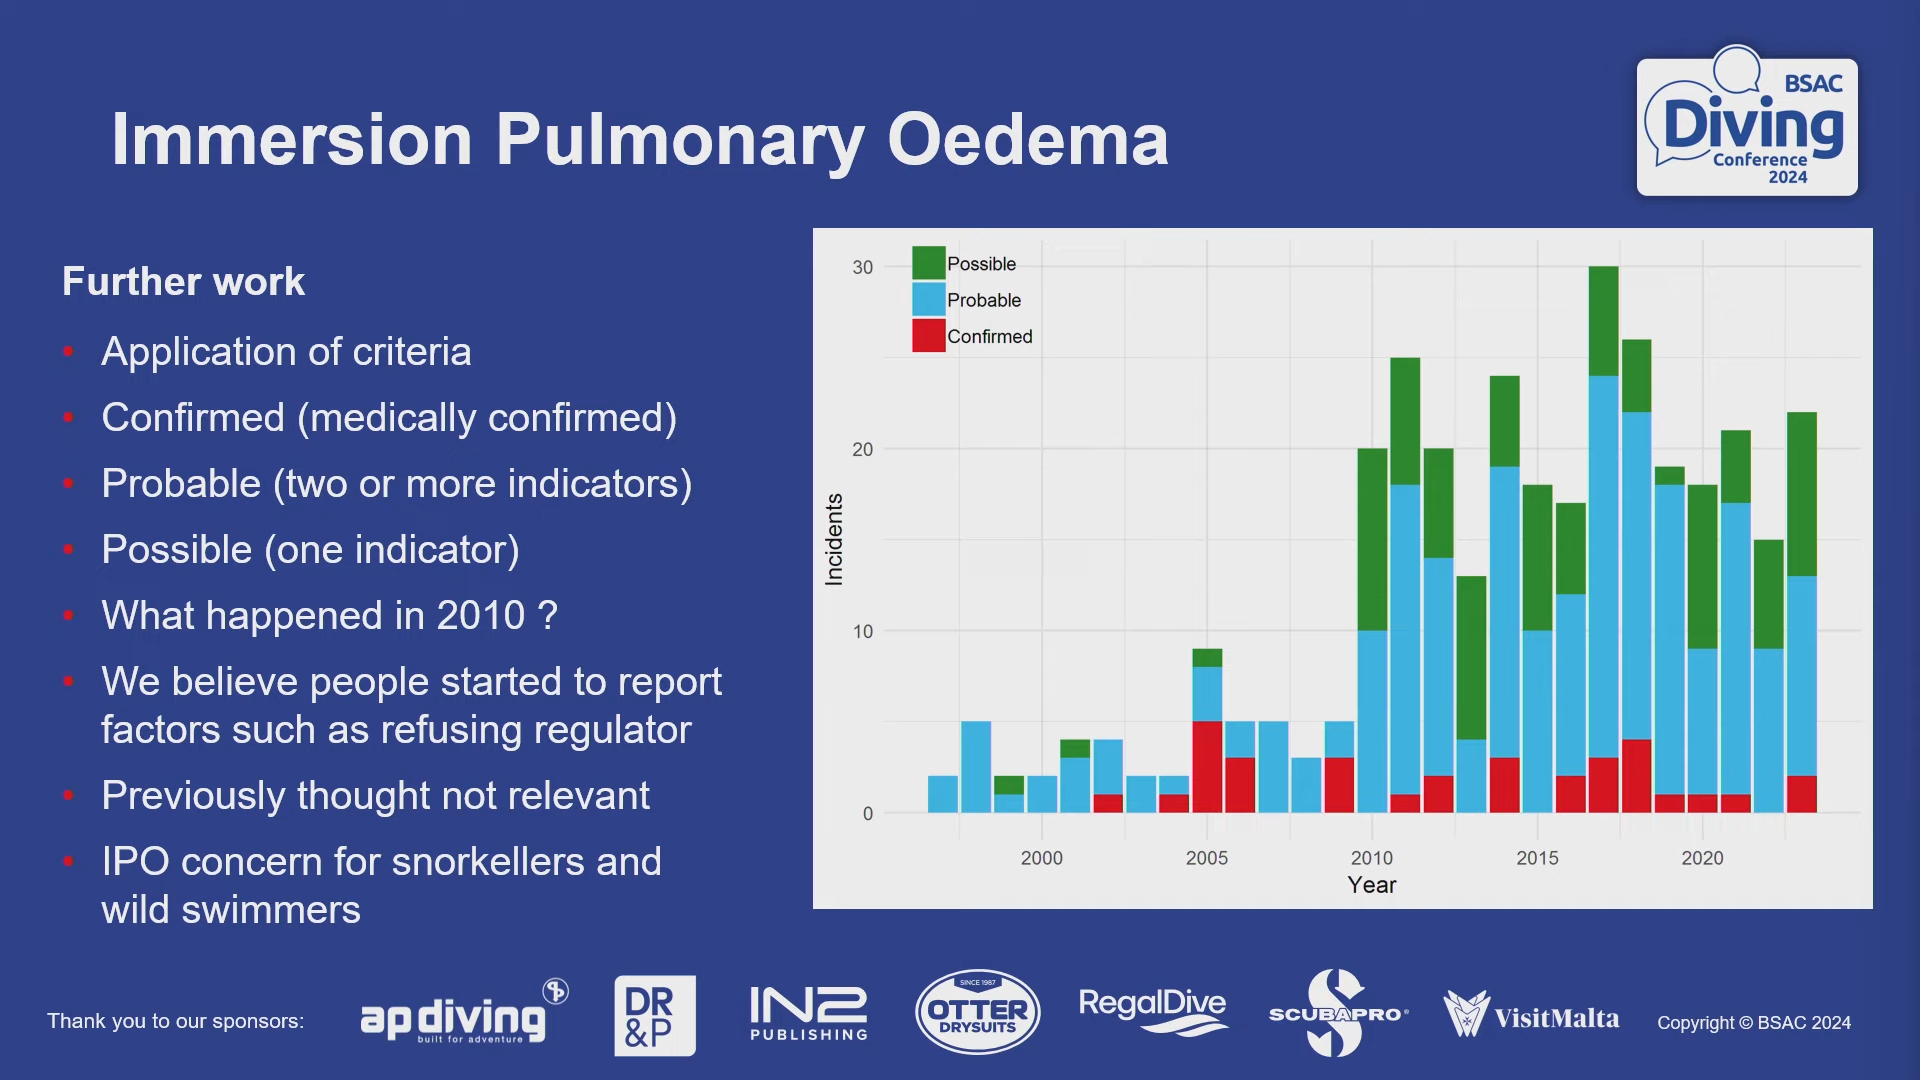 Immersion Pulmonary Oedema
BSAC
Diving
Conference
2024
Further work
• Application of criteria
• Confirmed (medically confirmed)
• Probable (two or more indicators)
• Possible (one indicator)
• What happened in 2010 ?
• We believe people started to report
factors such as refusing regulator
• Previously thought not relevant
• IPO concern for snorkellers and
wild swimmers
Possible
Probable
Confirmed
30
20
10
0
Incidents
2000 2005 2010 2015 2020
Year
Thank you to our sponsors:
apdiving
built for adventure
DR
&P
IN2
PUBLISHING
SINCE 1987
OTTER
DRYSUITS
RegalDive
SCUBAPRO
VisitMalta
Copyright © BSAC 2024